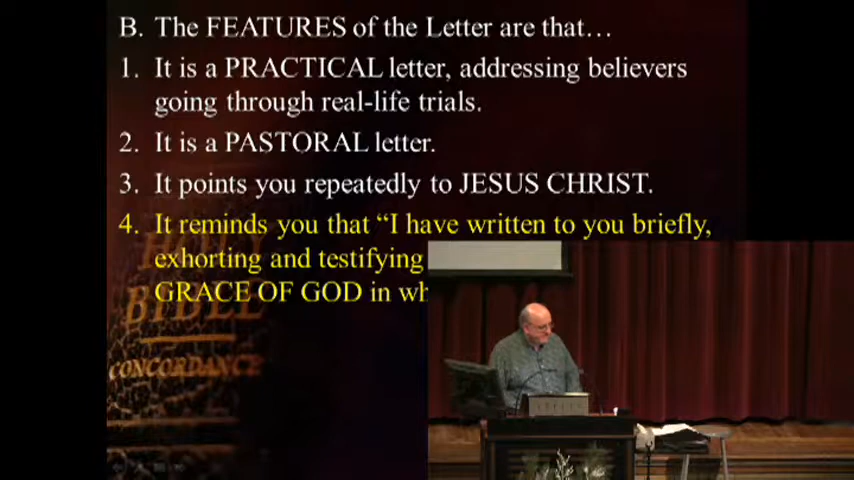 B. The FEATURES of the Letter are that…
1. It is a PRACTICAL letter, addressing believers
going through real-life trials.
2. It is a PASTORAL letter.
3. It points you repeatedly to JESUS CHRIST.
4. It reminds you that “I have written to you briefly,
exhorting and testifying
GRACE OF GOD in wh
HOLY
BIBLE
CONCORDANCE